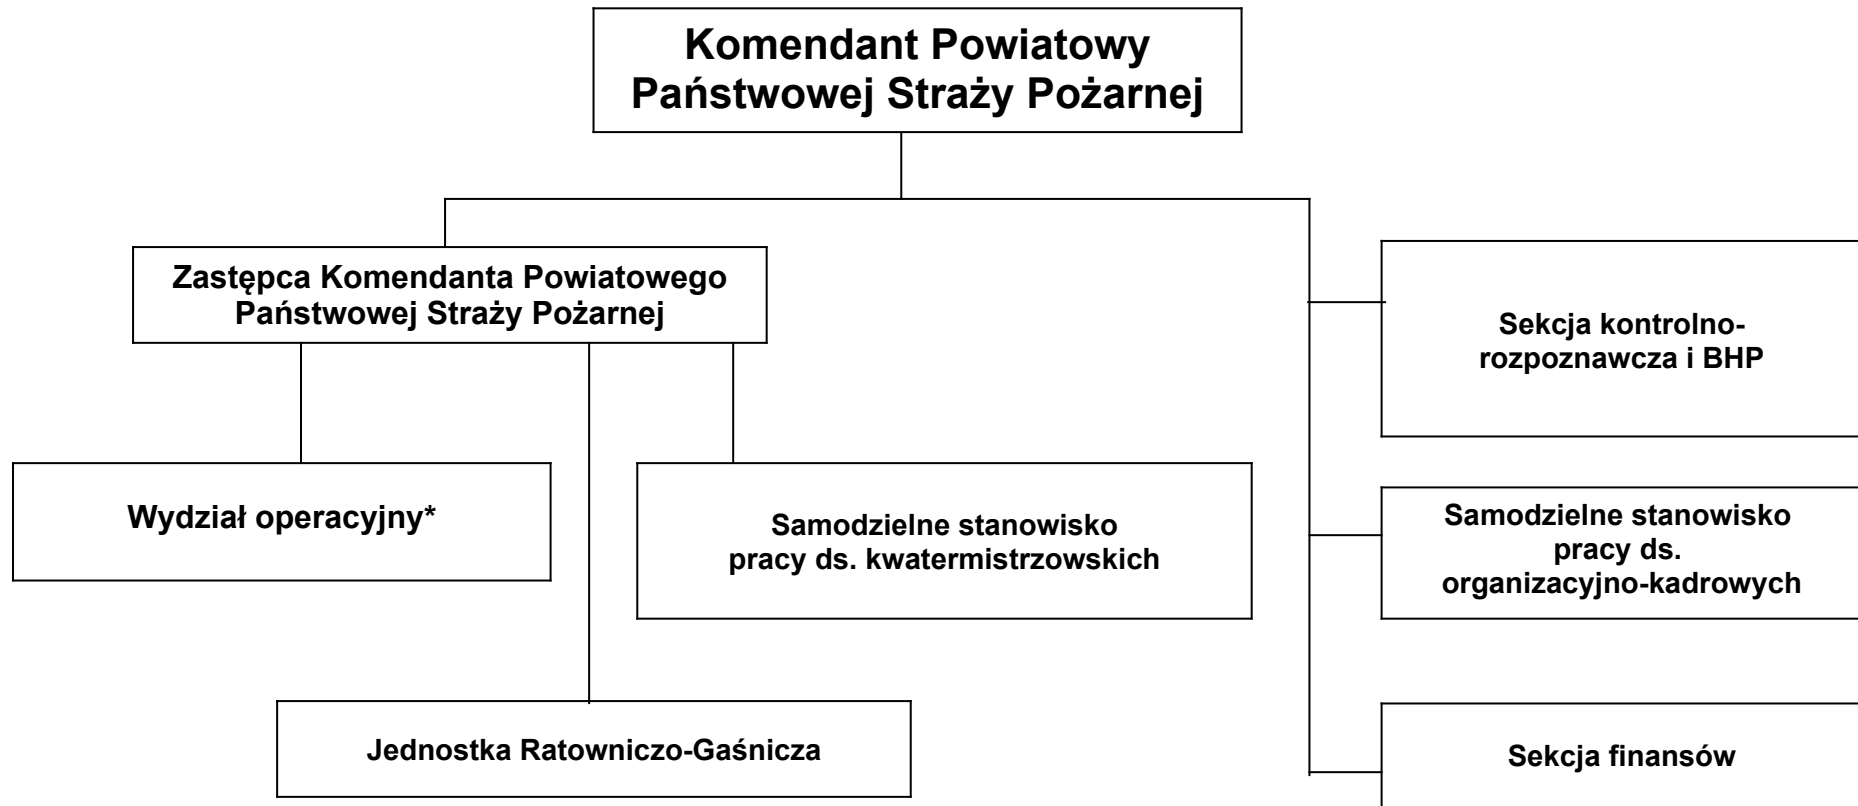 Komendant Powiatowy
Państwowej Straży Pożarnej
Zastępca Komendanta Powiatowego
Państwowej Straży Pożarnej
Sekcja kontrolno-
rozpoznawcza i BHP
Wydział operacyjny*
Samodzielne stanowisko
pracy ds. kwatermistrzowskich
Samodzielne stanowisko
pracy ds.
organizacyjno-kadrowych
Jednostka Ratowniczo-Gaśnicza
Sekcja finansów